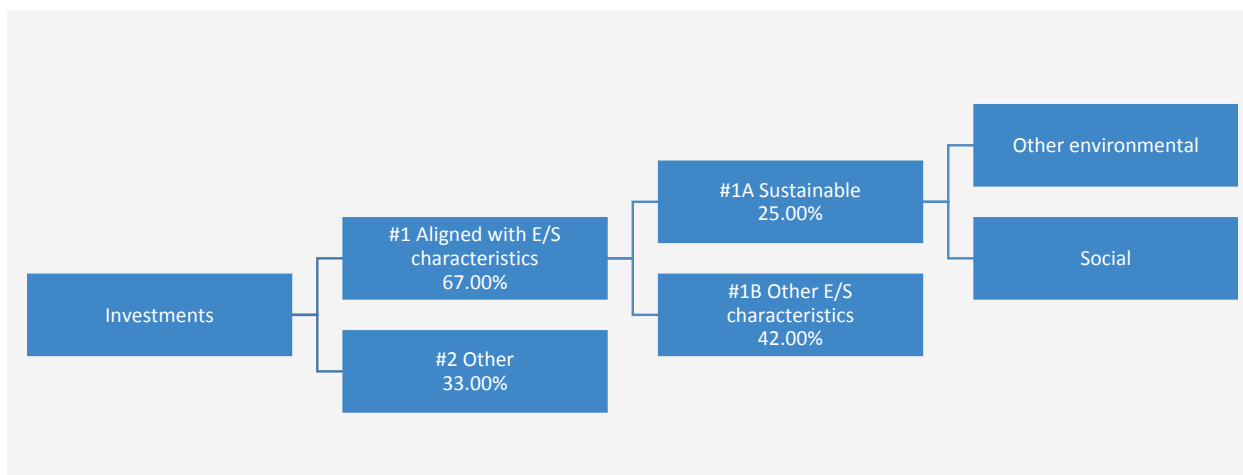 Investments
#1 Aligned with E/S
characteristics
67.00%
#2 Other
33.00%
#1A Sustainable
25.00%
#1B Other E/S
characteristics
42.00%
Other environmental
Social